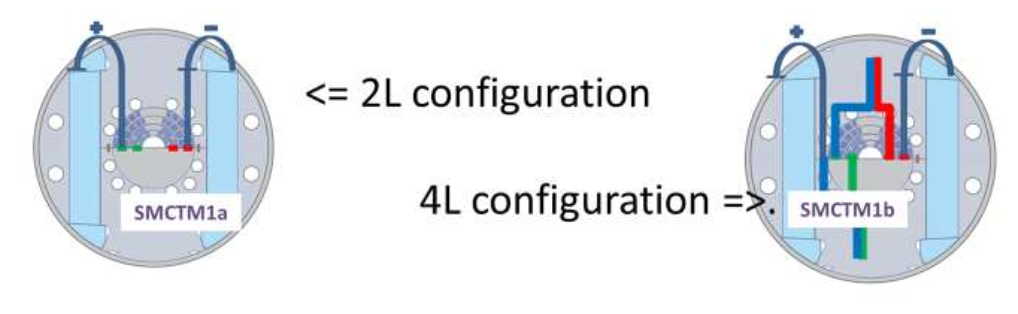 + -
<= 2L configuration
SMCTM1a
+ -
4L configuration =>.
SMCTM1b